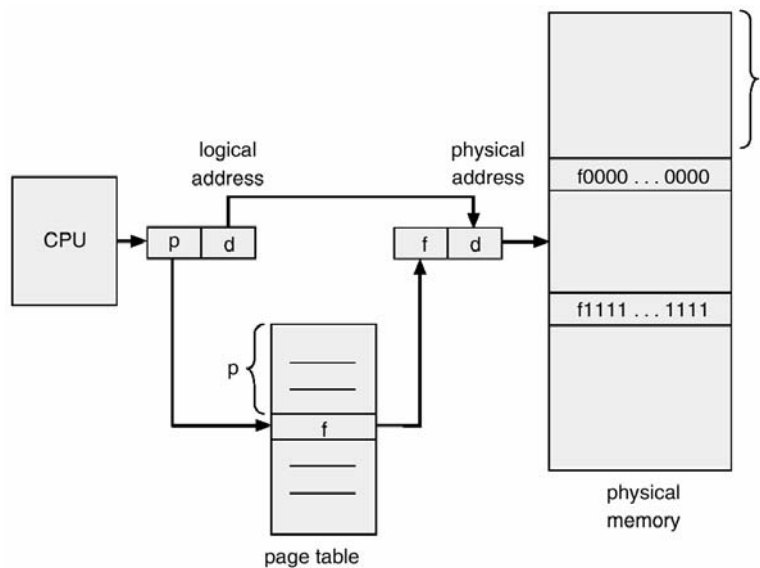 logical
address
physical
address
CPU
p
d
f
d
f0000 . . . 0000
f1111 . . . 1111
p
f
page table
physical
memory